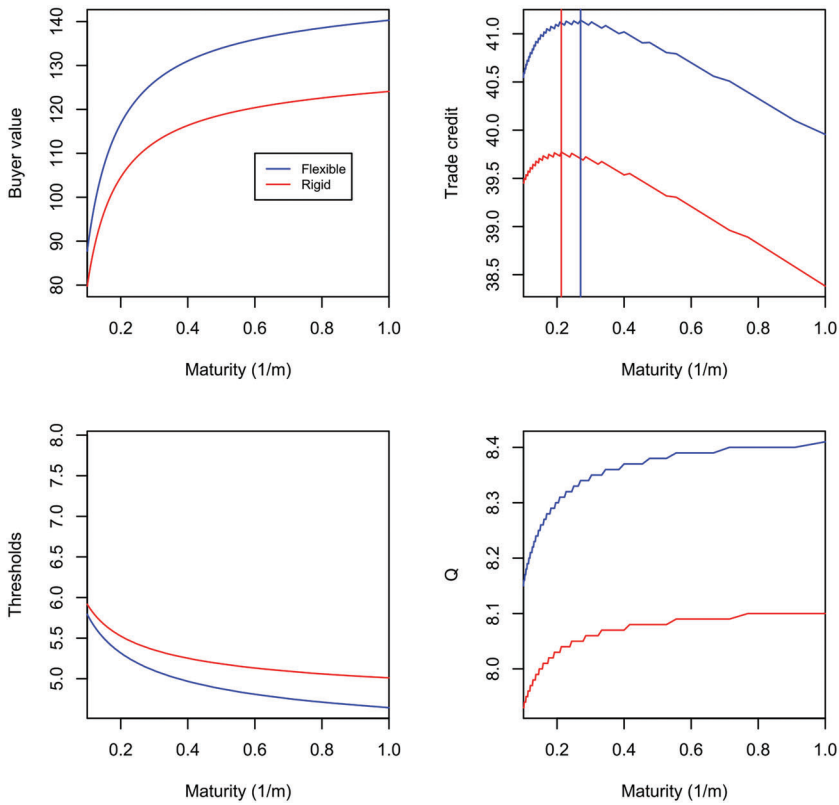 Buyer value
140
130
120
110
100
90
80
Flexible
Rigid
0.2 0.4 0.6 0.8 1.0
Maturity (1/m)
Trade credit
41.0
40.5
40.0
39.5
39.0
38.5
0.2 0.4 0.6 0.8 1.0
Maturity (1/m)
Thresholds
8.0
7.5
7.0
6.5
6.0
5.5
5.0
0.2 0.4 0.6 0.8 1.0
Maturity (1/m)
Q
8.4
8.3
8.2
8.1
8.0
0.2 0.4 0.6 0.8 1.0
Maturity (1/m)